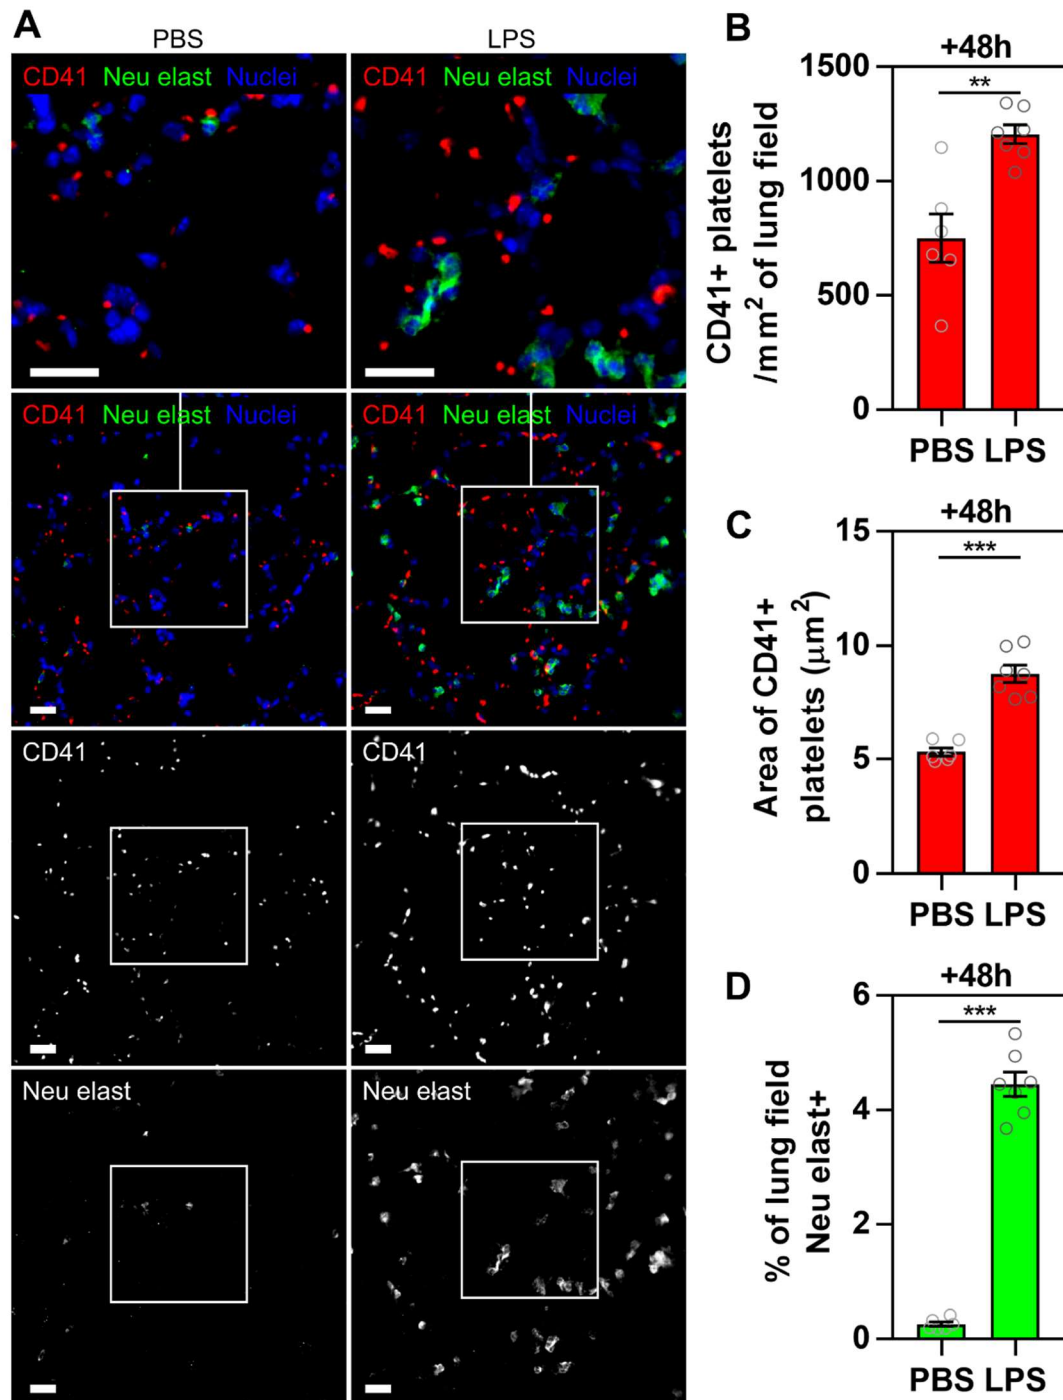 A
PBS
LPS
CD41 Neu elast Nuclei
CD41 Neu elast Nuclei
CD41 Neu elast Nuclei
CD41 Neu elast Nuclei
CD41
CD41
Neu elast
Neu elast
B
+48h
**
CD41+ platelets
/mm² of lung field
1500
1000
500
0
PBS LPS
C
+48h
***
Area of CD41+
platelets (μm²)
15
10
5
0
PBS LPS
D
+48h
***
% of lung field
Neu elast+
6
4
2
0
PBS LPS